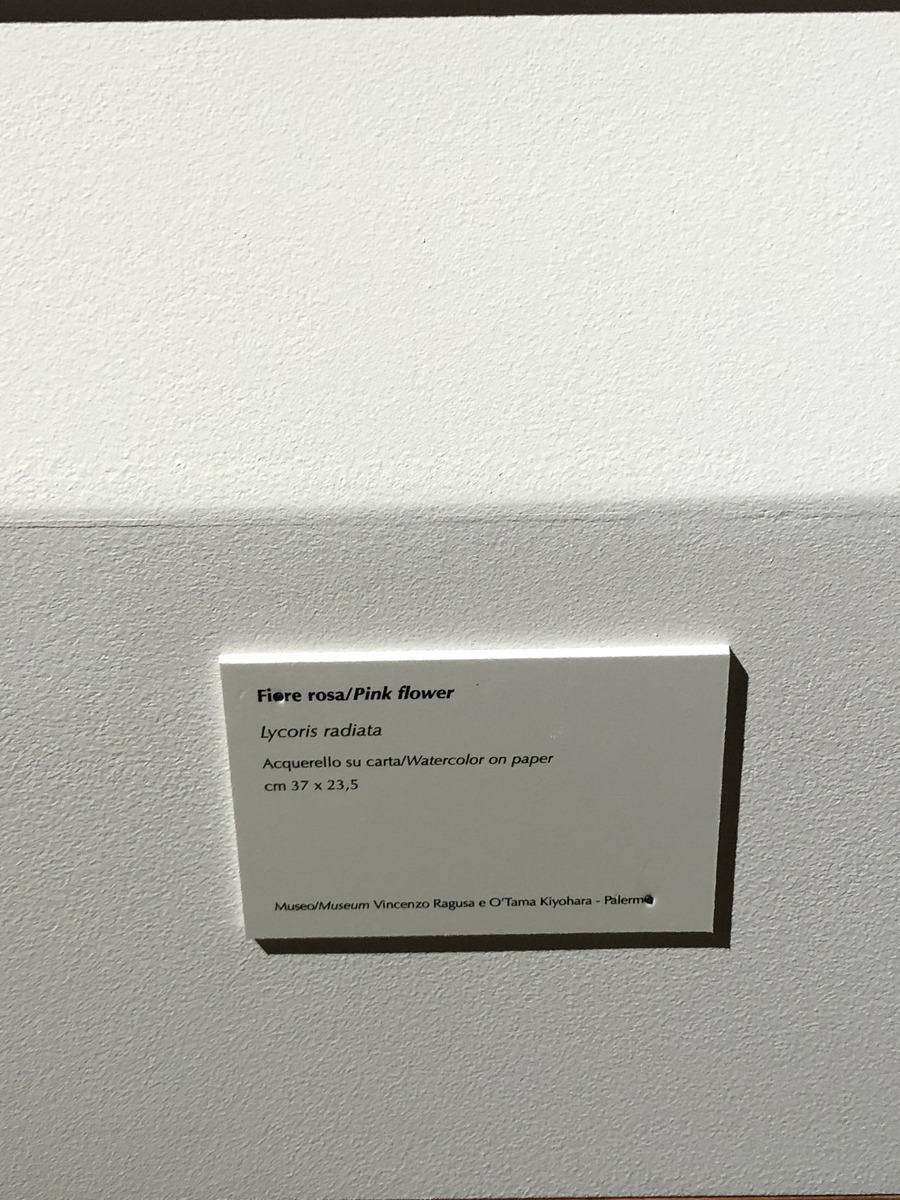 Fiore rosa/Pink flower
Lycoris radiata
Acquerello su carta/Watercolor on paper
cm 37 x 23,5
Museo/Museum Vincenzo Ragusa e O'Tama Kiyohara - Palermo